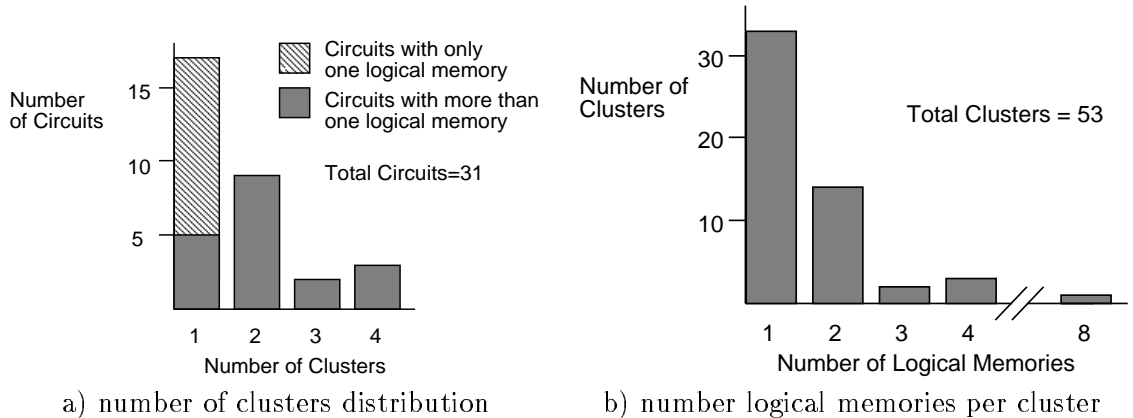 Number
of Circuits
15
10
5
Circuits with only
one logical memory
Circuits with more than
one logical memory
Total Circuits=31
1 2 3 4
Number of Clusters
a) number of clusters distribution
Number of
Clusters
30
20
10
Total Clusters = 53
1 2 3 4 8
Number of Logical Memories
b) number logical memories per cluster